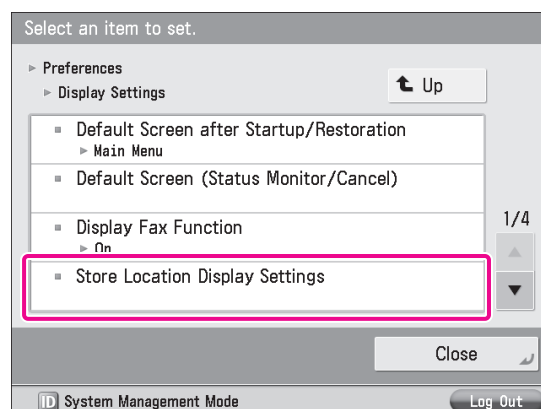 Select an item to set.
Preferences
Display Settings
Up
Default Screen after Startup/Restoration
Main Menu
Default Screen (Status Monitor/Cancel)
Display Fax Function
On
1/4
Store Location Display Settings
Close
ID System Management Mode
Log Out